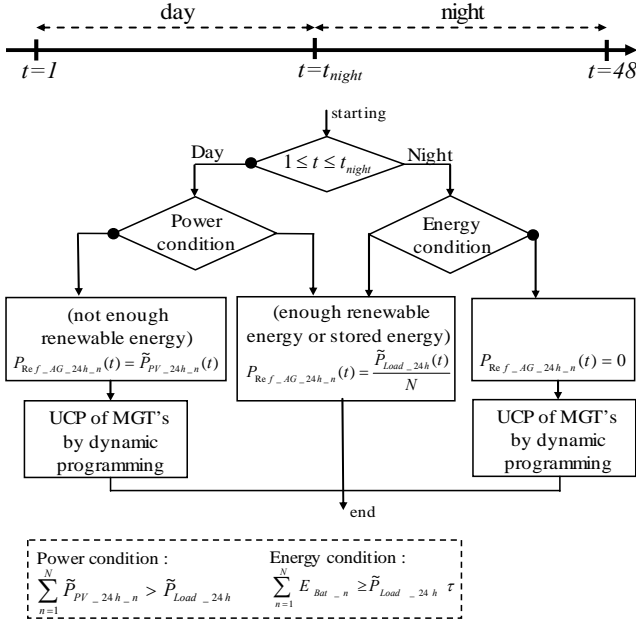 day
night
t=1
t=t_night
t=48
starting
Day
1 ≤ t ≤ t_night
Night
Power
condition
Energy
condition
(not enough
renewable energy)
P_Ref_AG_24h_n(t) = P̃_PV_24h_n(t)
(enough renewable
energy or stored energy)
P_Ref_AG_24h_n(t) = P̃_Load_24h(t) / N
P_Ref_AG_24h_n(t) = 0
UCP of MGT's
by dynamic
programming
UCP of MGT's
by dynamic
programming
end
Power condition :
∑_{n=1}^{N} P̃_PV_24h_n > P̃_Load_24h
Energy condition :
∑_{n=1}^{N} E_Bat_n ≥ P̃_Load_24h τ